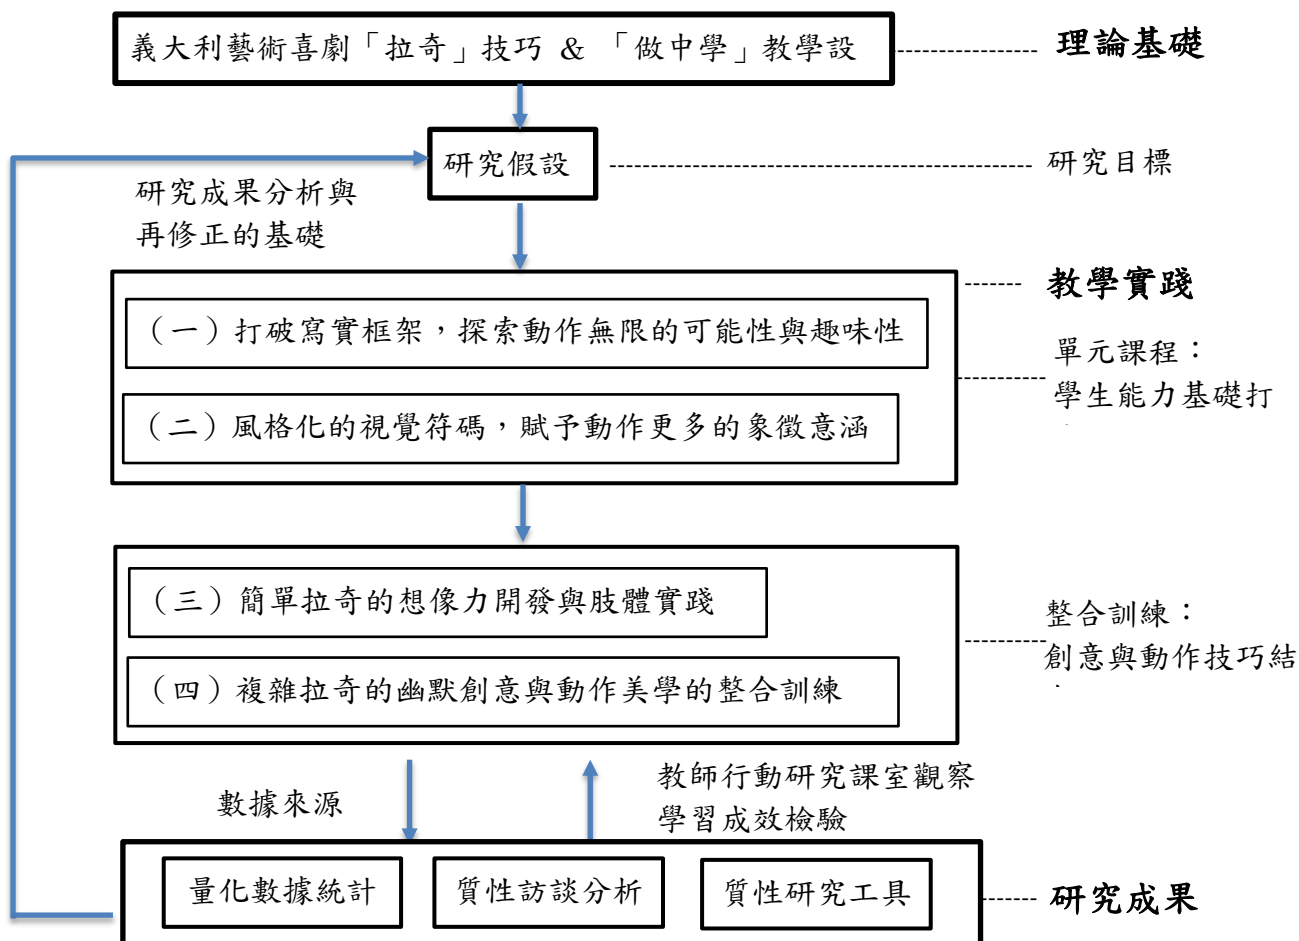 義大利藝術喜劇「拉奇」技巧 & 「做中學」教學設
理論基礎
研究假設
研究目標
研究成果分析與
再修正的基礎
教學實踐
（一）打破寫實框架，探索動作無限的可能性與趣味性
（二）風格化的視覺符碼，賦予動作更多的象徵意涵
單元課程：
學生能力基礎打
（三）簡單拉奇的想像力開發與肢體實踐
（四）複雜拉奇的幽默創意與動作美學的整合訓練
整合訓練：
創意與動作技巧結
數據來源
教師行動研究課室觀察
學習成效檢驗
量化數據統計
質性訪談分析
質性研究工具
研究成果